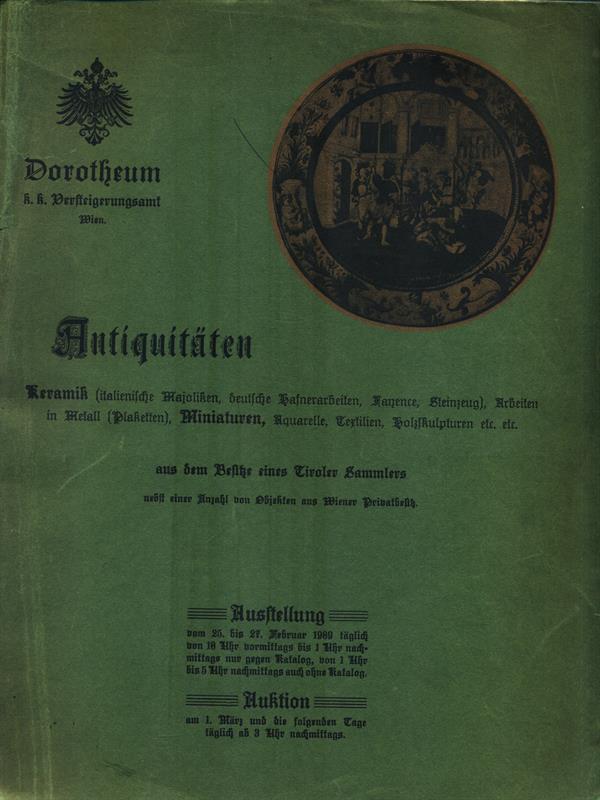 Dorotheum
k. k. Versteigerungsamt
Wien.
Antiquitäten
Keramik (italienische Majoliken, deutsche Hafnerarbeiten, Fayence, Steinzeug), Arbeiten
in Metall (Plaketten), Miniaturen, Aquarelle, Textilien, Holzskulpturen etc. etc.
aus dem Besitze eines Tiroler Sammlers
nebst einer Anzahl von Objekten aus Wiener Privatbesitz.
Ausstellung
vom 25. bis 27. Februar 1909 täglich
von 10 Uhr vormittags bis 1 Uhr nach-
mittags nur gegen Katalog, von 1 Uhr
bis 5 Uhr nachmittags auch ohne Katalog.
Auktion
am 1. März und die folgenden Tage
täglich ab 3 Uhr nachmittags.